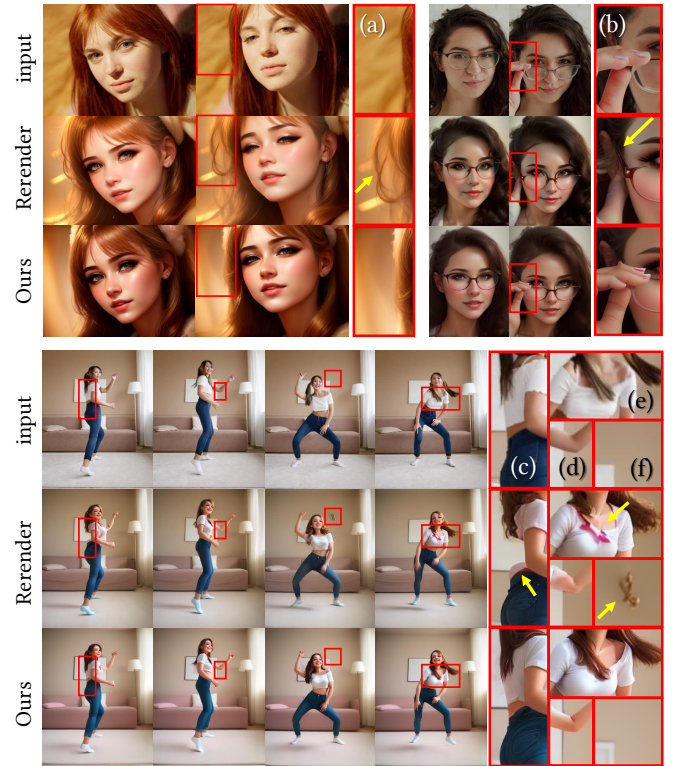 input
(a)
(b)
Rerender
Ours
input
(e)
(c)
(d)
(f)
Rerender
Ours